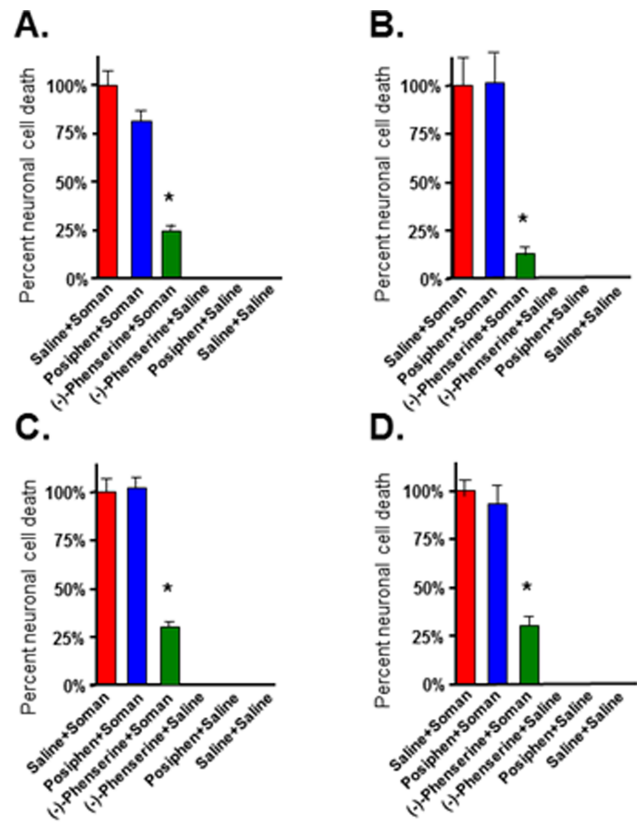 A.
Percent neuronal cell death
100%
75%
50%
25%
0%
*
Saline+Soman
Posiphen+Soman
(-)-Phenserine+Soman
(-)-Phenserine+Saline
Posiphen+Saline
Saline+Saline
B.
Percent neuronal cell death
100%
75%
50%
25%
0%
*
Saline+Soman
Posiphen+Soman
(-)-Phenserine+Soman
(-)-Phenserine+Saline
Posiphen+Saline
Saline+Saline
C.
Percent neuronal cell death
100%
75%
50%
25%
0%
*
Saline+Soman
Posiphen+Soman
(-)-Phenserine+Soman
(-)-Phenserine+Saline
Posiphen+Saline
Saline+Saline
D.
Percent neuronal cell death
100%
75%
50%
25%
0%
*
Saline+Soman
Posiphen+Soman
(-)-Phenserine+Soman
(-)-Phenserine+Saline
Posiphen+Saline
Saline+Saline